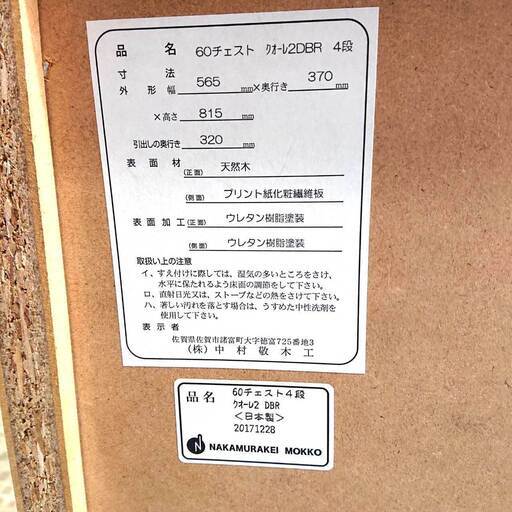 品名 60チェスト クオーレ2DBR 4段
寸法
外形 幅 565 mm×奥行き 370 mm
×高さ 815 mm
引出しの奥行き 320 mm
表面材 (正面) 天然木
(側面) プリント紙化粧繊維板
表面加工 (正面) ウレタン樹脂塗装
(側面) ウレタン樹脂塗装
取扱い上の注意
イ、すえ付けに際しては、湿気の多いところをさけ、
水平に保たれるよう床面の調節をして下さい。
ロ、直射日光又は、ストーブなどの熱をさけて下さい。
ハ、著しい汚れを落とす場合は、うすめた中性洗剤を
使用して下さい。
表示者
佐賀県佐賀市諸富町大字徳富725番地3
(株)中村敬木工
品名 60チェスト4段
クオーレ2 DBR
<日本製>
20171228
N NAKAMURAKEI MOKKO